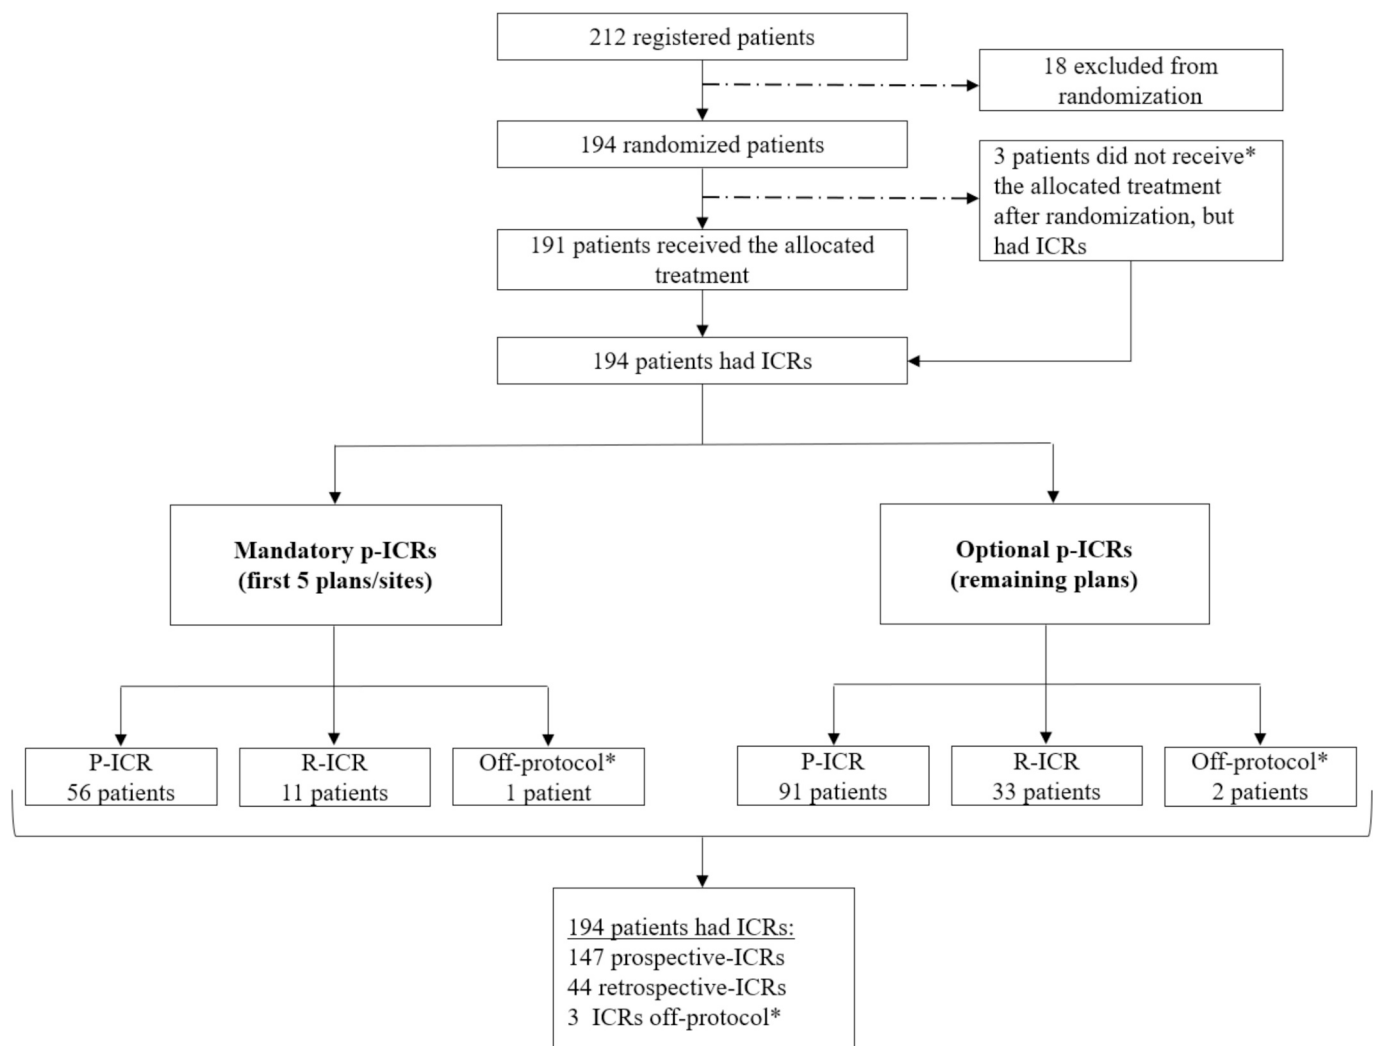 212 registered patients
18 excluded from
randomization
194 randomized patients
3 patients did not receive*
the allocated treatment
after randomization, but
had ICRs
191 patients received the allocated
treatment
194 patients had ICRs
Mandatory p-ICRs
(first 5 plans/sites)
Optional p-ICRs
(remaining plans)
P-ICR
56 patients
R-ICR
11 patients
Off-protocol*
1 patient
P-ICR
91 patients
R-ICR
33 patients
Off-protocol*
2 patients
194 patients had ICRs:
147 prospective-ICRs
44 retrospective-ICRs
3 ICRs off-protocol*